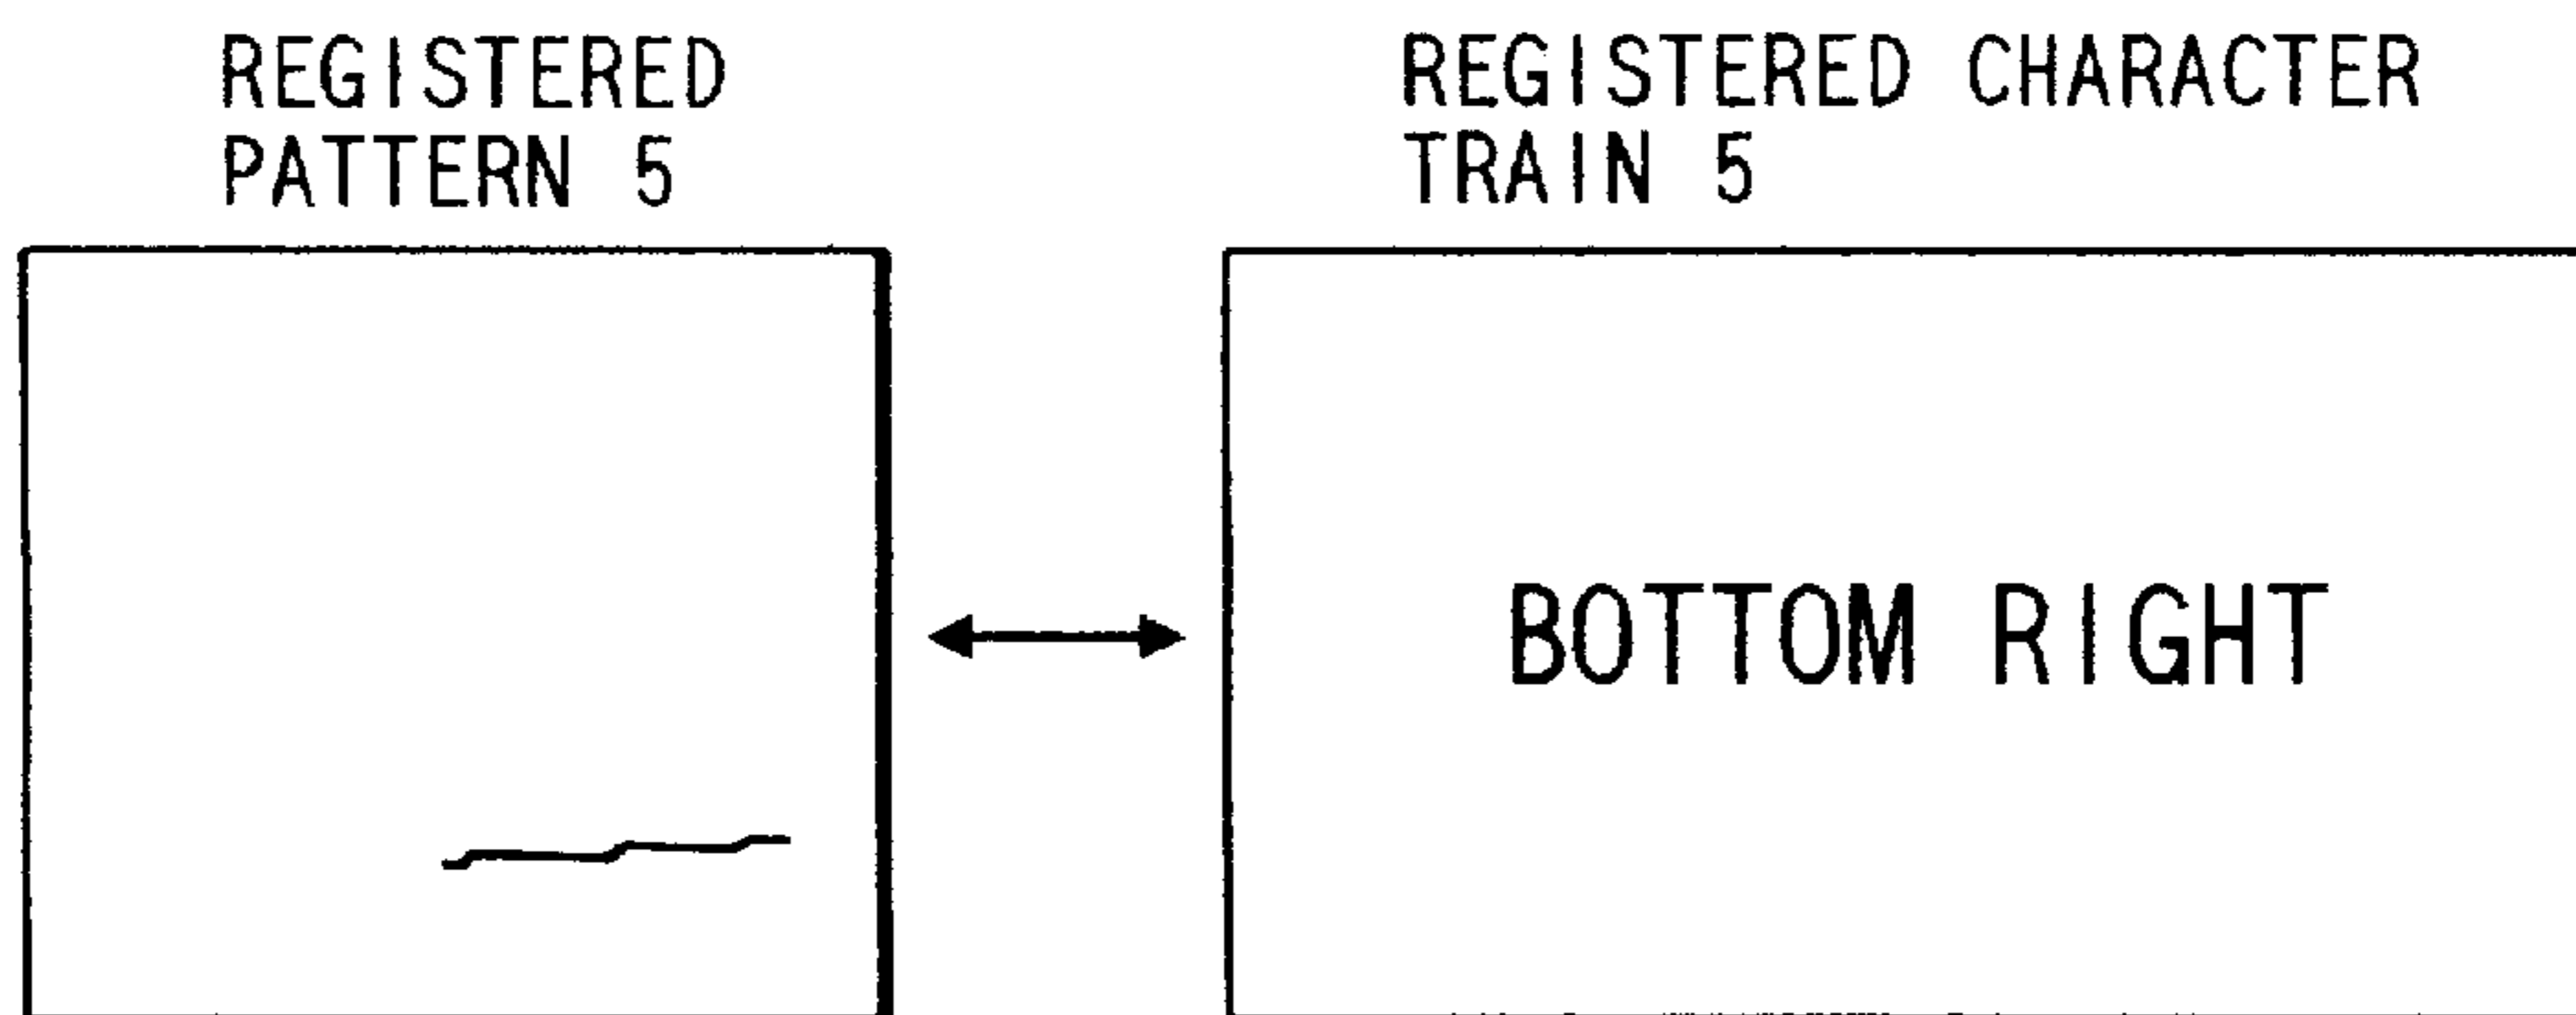 REGISTERED
PATTERN 5
REGISTERED CHARACTER
TRAIN 5
BOTTOM RIGHT